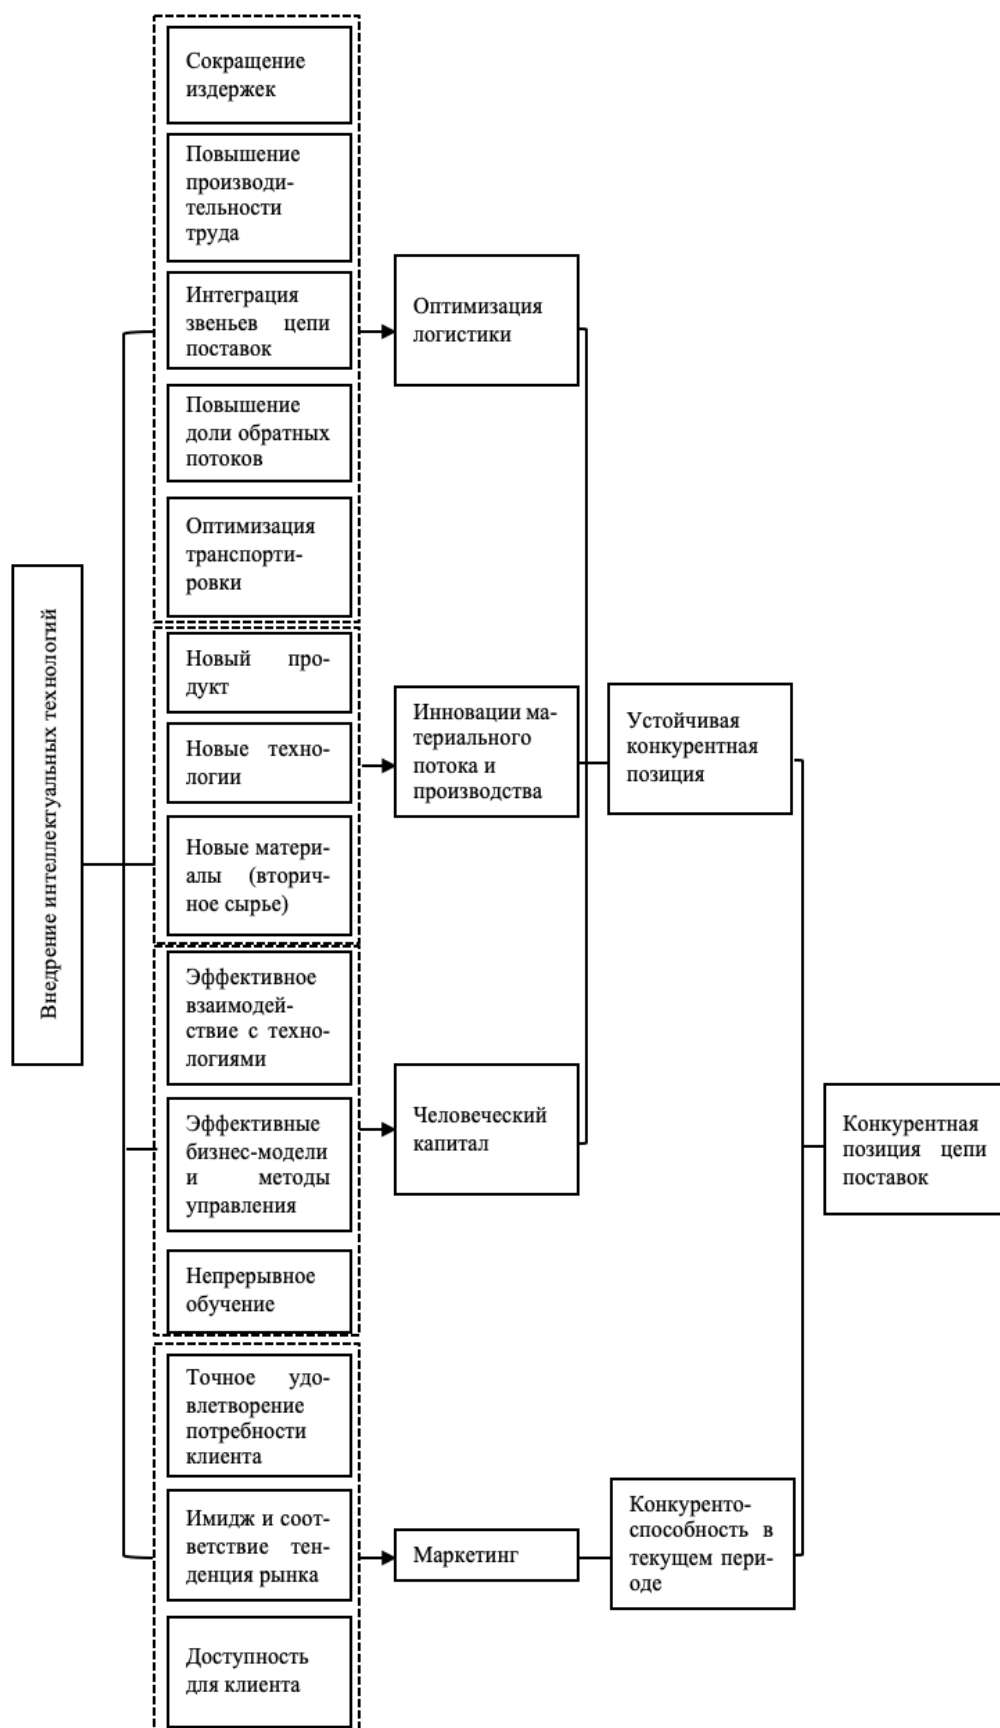 Внедрение интеллектуальных технологий
Сокращение
издержек
Повышение
производи-
тельности
труда
Интеграция
звеньев цепи
поставок
Повышение
доли обратных
потоков
Оптимизация
транспорти-
ровки
Новый про-
дукт
Новые техно-
логии
Новые матери-
алы (вторич-
ное сырье)
Эффективное
взаимодей-
ствие с техно-
логиями
Эффективные
бизнес-модели
и методы
управления
Непрерывное
обучение
Точное удо-
влетворение
потребности
клиента
Имидж и соот-
ветствие тен-
денция рынка
Доступность
для клиента
Оптимизация
логистики
Инновации ма-
териального
потока и
производства
Человеческий
капитал
Маркетинг
Устойчивая
конкурентная
позиция
Конкуренто-
способность в
текущем пери-
оде
Конкурентная
позиция цепи
поставок